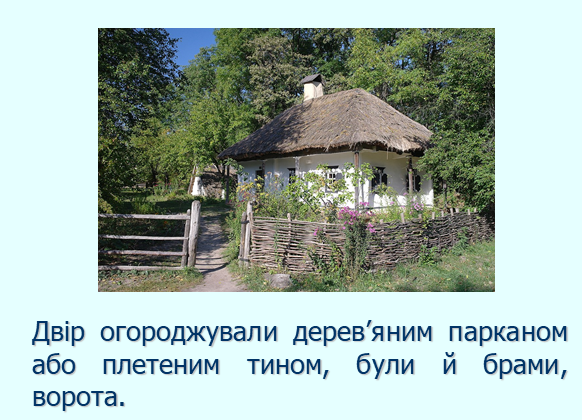 Двір огороджували дерев’яним парканом
або плетеним тином, були й брами,
ворота.